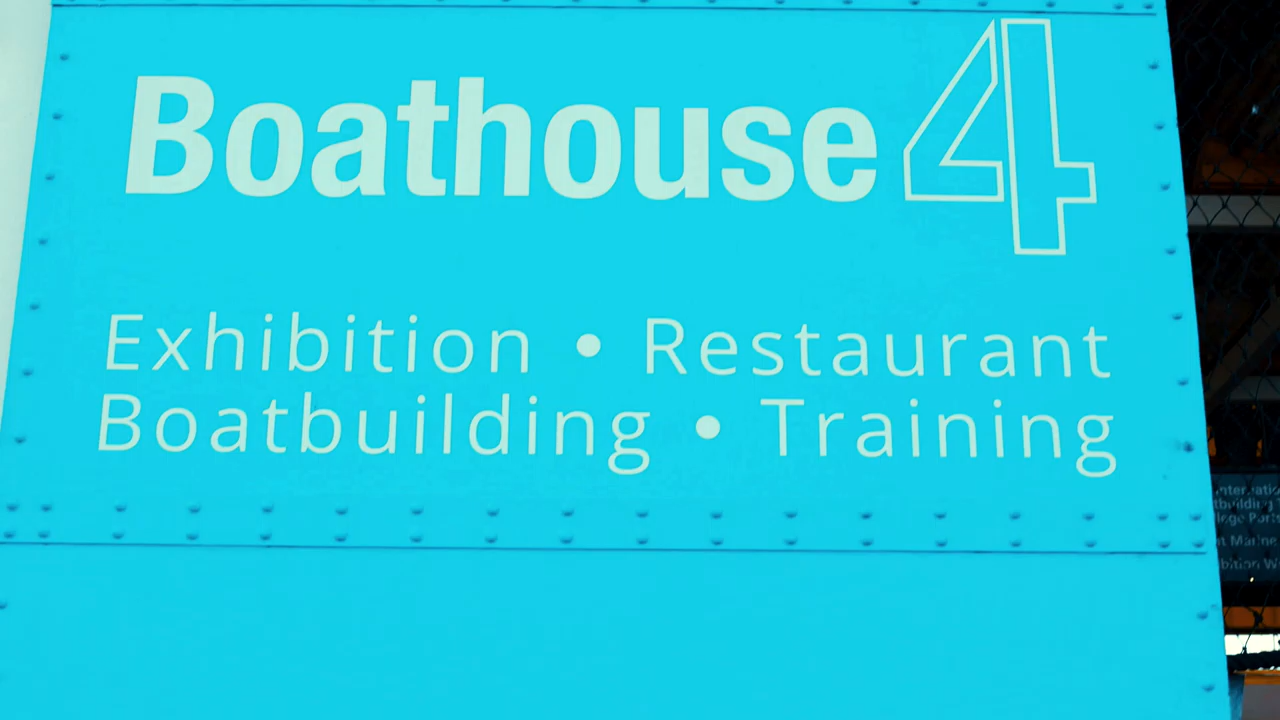 Boathouse 4
Exhibition • Restaurant
Boatbuilding • Training